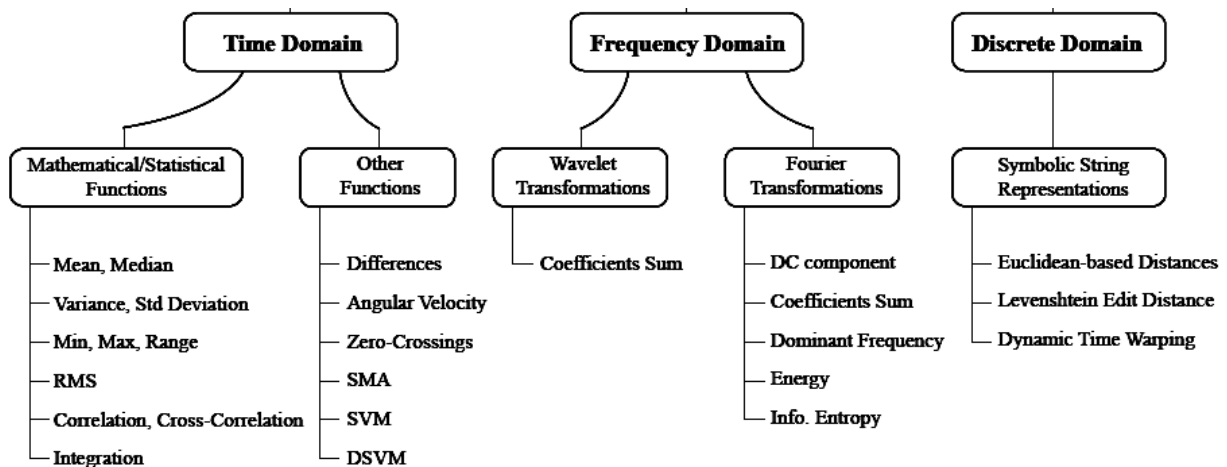 Time Domain
Frequency Domain
Discrete Domain
Mathematical/Statistical
Functions
Other
Functions
Wavelet
Transformations
Fourier
Transformations
Symbolic String
Representations
Mean, Median
Variance, Std Deviation
Min, Max, Range
RMS
Correlation, Cross-Correlation
Integration
Differences
Angular Velocity
Zero-Crossings
SMA
SVM
DSVM
Coefficients Sum
DC component
Coefficients Sum
Dominant Frequency
Energy
Info. Entropy
Euclidean-based Distances
Levenshtein Edit Distance
Dynamic Time Warping